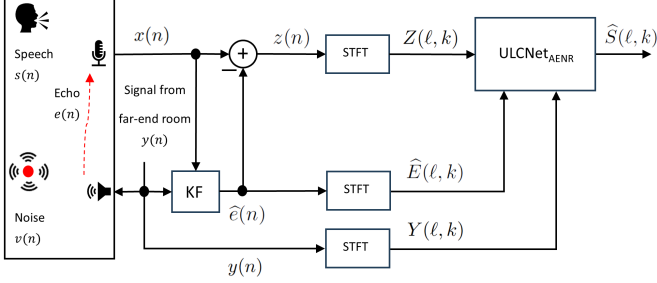 Speech
s(n)
Echo
e(n)
Noise
v(n)
x(n)
Signal from
far-end room
y(n)
+
−
z(n)
KF
ê(n)
y(n)
STFT
STFT
STFT
Z(ℓ, k)
Ê(ℓ, k)
Y(ℓ, k)
ULCNet_AENR
Ŝ(ℓ, k)